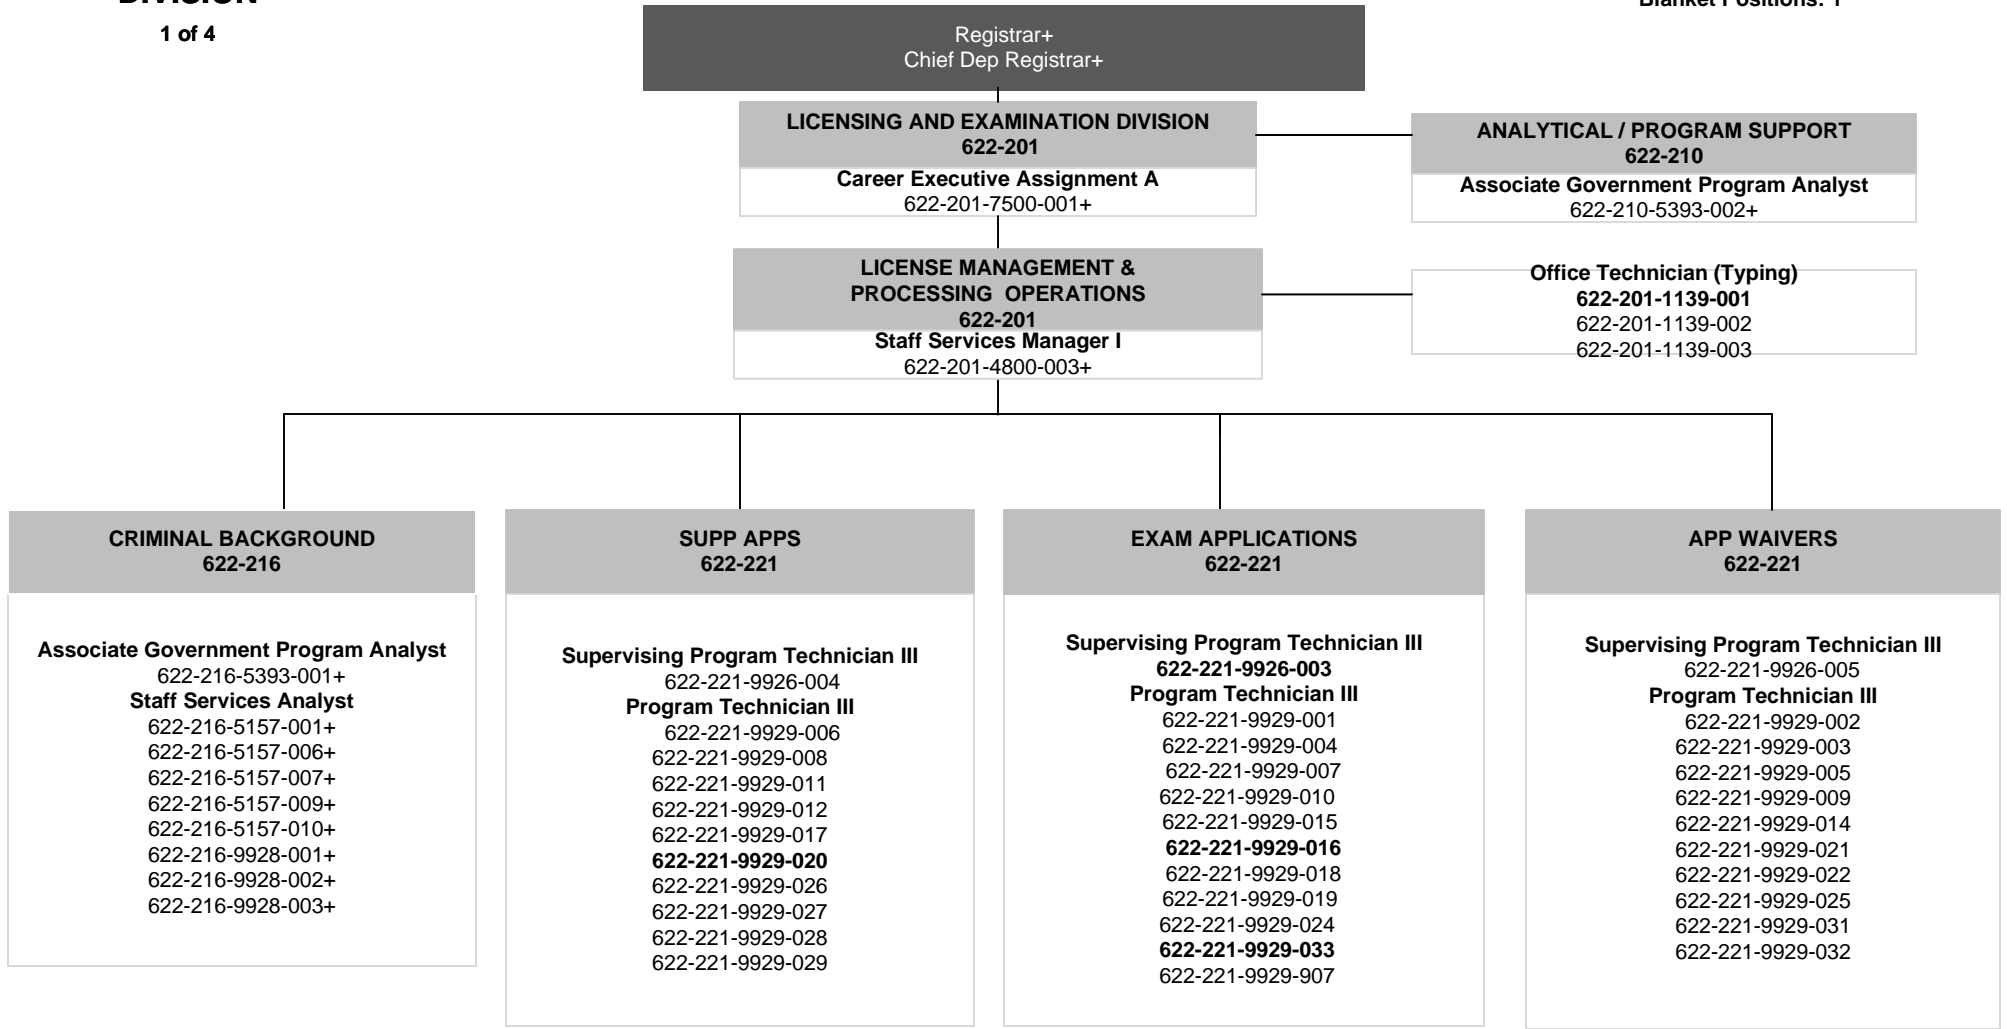 DIVISION
1 of 4
Blanket Positions: 1
Registrar+
Chief Dep Registrar+
LICENSING AND EXAMINATION DIVISION
622-201
Career Executive Assignment A
622-201-7500-001+
ANALYTICAL / PROGRAM SUPPORT
622-210
Associate Government Program Analyst
622-210-5393-002+
LICENSE MANAGEMENT &
PROCESSING OPERATIONS
622-201
Staff Services Manager I
622-201-4800-003+
Office Technician (Typing)
622-201-1139-001
622-201-1139-002
622-201-1139-003
CRIMINAL BACKGROUND
622-216
Associate Government Program Analyst
622-216-5393-001+
Staff Services Analyst
622-216-5157-001+
622-216-5157-006+
622-216-5157-007+
622-216-5157-009+
622-216-5157-010+
622-216-9928-001+
622-216-9928-002+
622-216-9928-003+
SUPP APPS
622-221
Supervising Program Technician III
622-221-9926-004
Program Technician III
622-221-9929-006
622-221-9929-008
622-221-9929-011
622-221-9929-012
622-221-9929-017
622-221-9929-020
622-221-9929-026
622-221-9929-027
622-221-9929-028
622-221-9929-029
EXAM APPLICATIONS
622-221
Supervising Program Technician III
622-221-9926-003
Program Technician III
622-221-9929-001
622-221-9929-004
622-221-9929-007
622-221-9929-010
622-221-9929-015
622-221-9929-016
622-221-9929-018
622-221-9929-019
622-221-9929-024
622-221-9929-033
622-221-9929-907
APP WAIVERS
622-221
Supervising Program Technician III
622-221-9926-005
Program Technician III
622-221-9929-002
622-221-9929-003
622-221-9929-005
622-221-9929-009
622-221-9929-014
622-221-9929-021
622-221-9929-022
622-221-9929-025
622-221-9929-031
622-221-9929-032